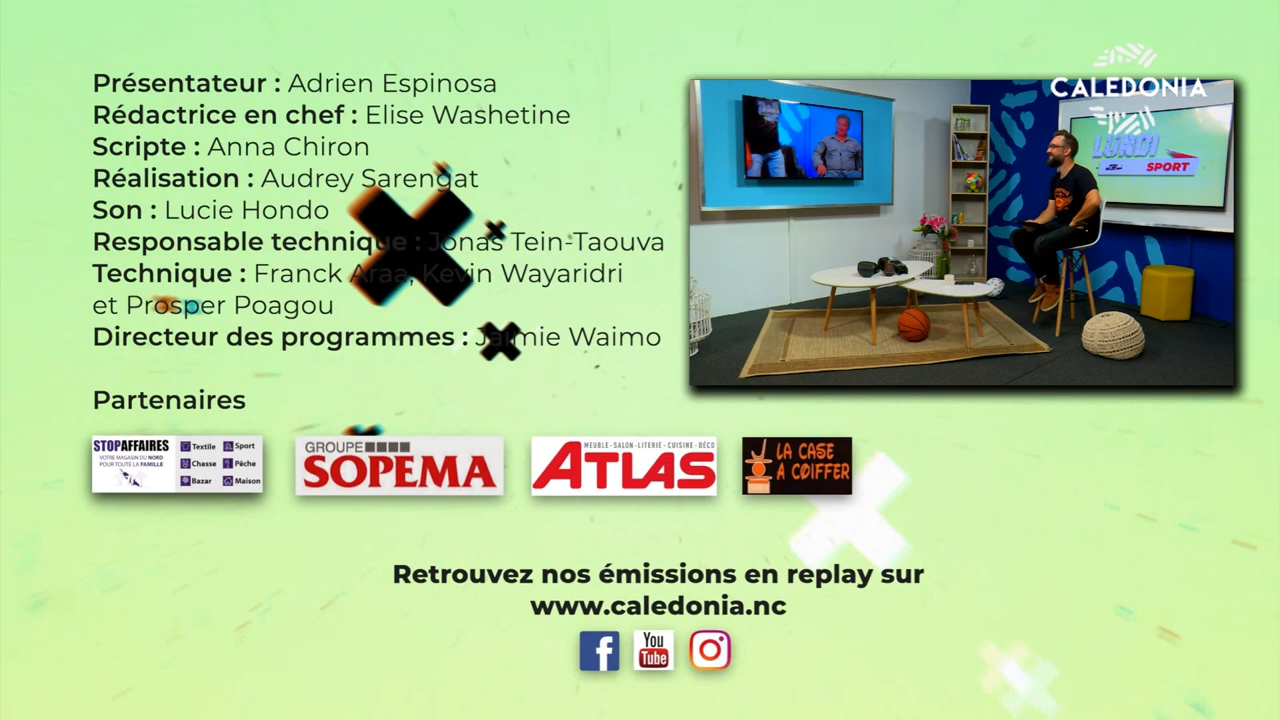 Présentateur : Adrien Espinosa
Rédactrice en chef : Elise Washetine
Scripte : Anna Chiron
Réalisation : Audrey Sarengat
Son : Lucie Hondo
Responsable technique : Jonas Tein-Taouva
Technique : Franck Araa, Kevin Wayaridri
et Prosper Poagou
Directeur des programmes : Jaimie Waimo
CALEDONIA
LUNDI
SPORT
Partenaires
STOPAFFAIRES
VOTRE MAGASIN DU NORD
POUR TOUTE LA FAMILLE
Textile Sport
Chasse Pêche
Bazar Maison
GROUPE
SOPEMA
MEUBLE-SALON-LITERIE-CUISINE-DÉCO
ATLAS
LA CASE
A COIFFER
Retrouvez nos émissions en replay sur
www.caledonia.nc
f
You
Tube